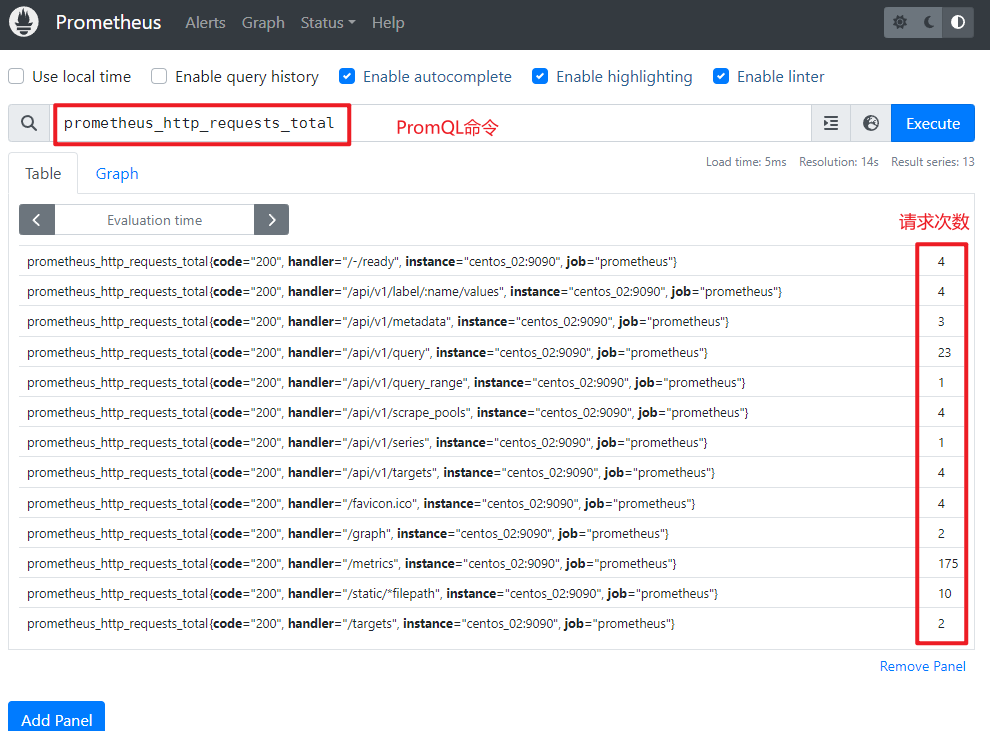 Prometheus Alerts Graph Status Help
Use local time Enable query history Enable autocomplete Enable highlighting Enable linter
prometheus_http_requests_total PromQL命令 Execute
Load time: 5ms Resolution: 14s Result series: 13
Table Graph
Evaluation time
请求次数
prometheus_http_requests_total{code="200", handler="/-/ready", instance="centos_02:9090", job="prometheus"} 4
prometheus_http_requests_total{code="200", handler="/api/v1/label/:name/values", instance="centos_02:9090", job="prometheus"} 4
prometheus_http_requests_total{code="200", handler="/api/v1/metadata", instance="centos_02:9090", job="prometheus"} 3
prometheus_http_requests_total{code="200", handler="/api/v1/query", instance="centos_02:9090", job="prometheus"} 23
prometheus_http_requests_total{code="200", handler="/api/v1/query_range", instance="centos_02:9090", job="prometheus"} 1
prometheus_http_requests_total{code="200", handler="/api/v1/scrape_pools", instance="centos_02:9090", job="prometheus"} 4
prometheus_http_requests_total{code="200", handler="/api/v1/series", instance="centos_02:9090", job="prometheus"} 1
prometheus_http_requests_total{code="200", handler="/api/v1/targets", instance="centos_02:9090", job="prometheus"} 4
prometheus_http_requests_total{code="200", handler="/favicon.ico", instance="centos_02:9090", job="prometheus"} 4
prometheus_http_requests_total{code="200", handler="/graph", instance="centos_02:9090", job="prometheus"} 2
prometheus_http_requests_total{code="200", handler="/metrics", instance="centos_02:9090", job="prometheus"} 175
prometheus_http_requests_total{code="200", handler="/static/*filepath", instance="centos_02:9090", job="prometheus"} 10
prometheus_http_requests_total{code="200", handler="/targets", instance="centos_02:9090", job="prometheus"} 2
Remove Panel
Add Panel